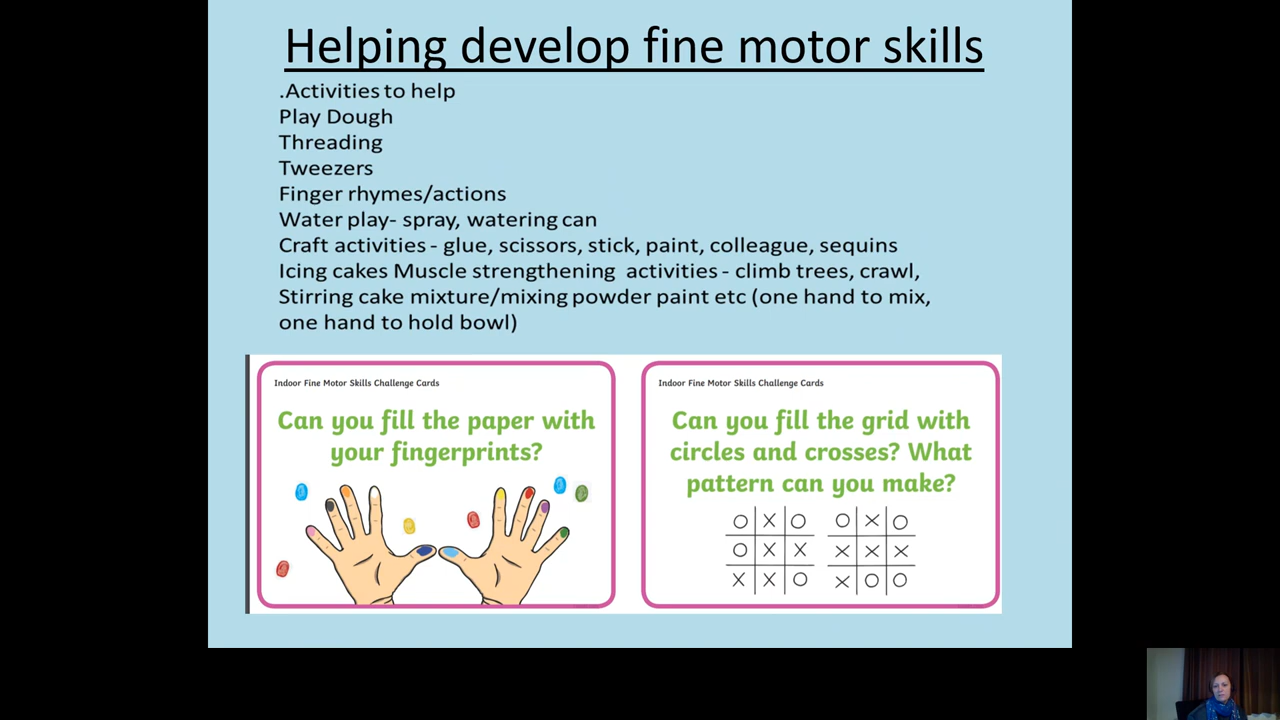 Helping develop fine motor skills
.Activities to help
Play Dough
Threading
Tweezers
Finger rhymes/actions
Water play- spray, watering can
Craft activities - glue, scissors, stick, paint, colleague, sequins
Icing cakes Muscle strengthening activities - climb trees, crawl,
Stirring cake mixture/mixing powder paint etc (one hand to mix,
one hand to hold bowl)
Indoor Fine Motor Skills Challenge Cards
Can you fill the paper with
your fingerprints?
Indoor Fine Motor Skills Challenge Cards
Can you fill the grid with
circles and crosses? What
pattern can you make?
O X O
O X X
X X O
O X O
X X X
X O O